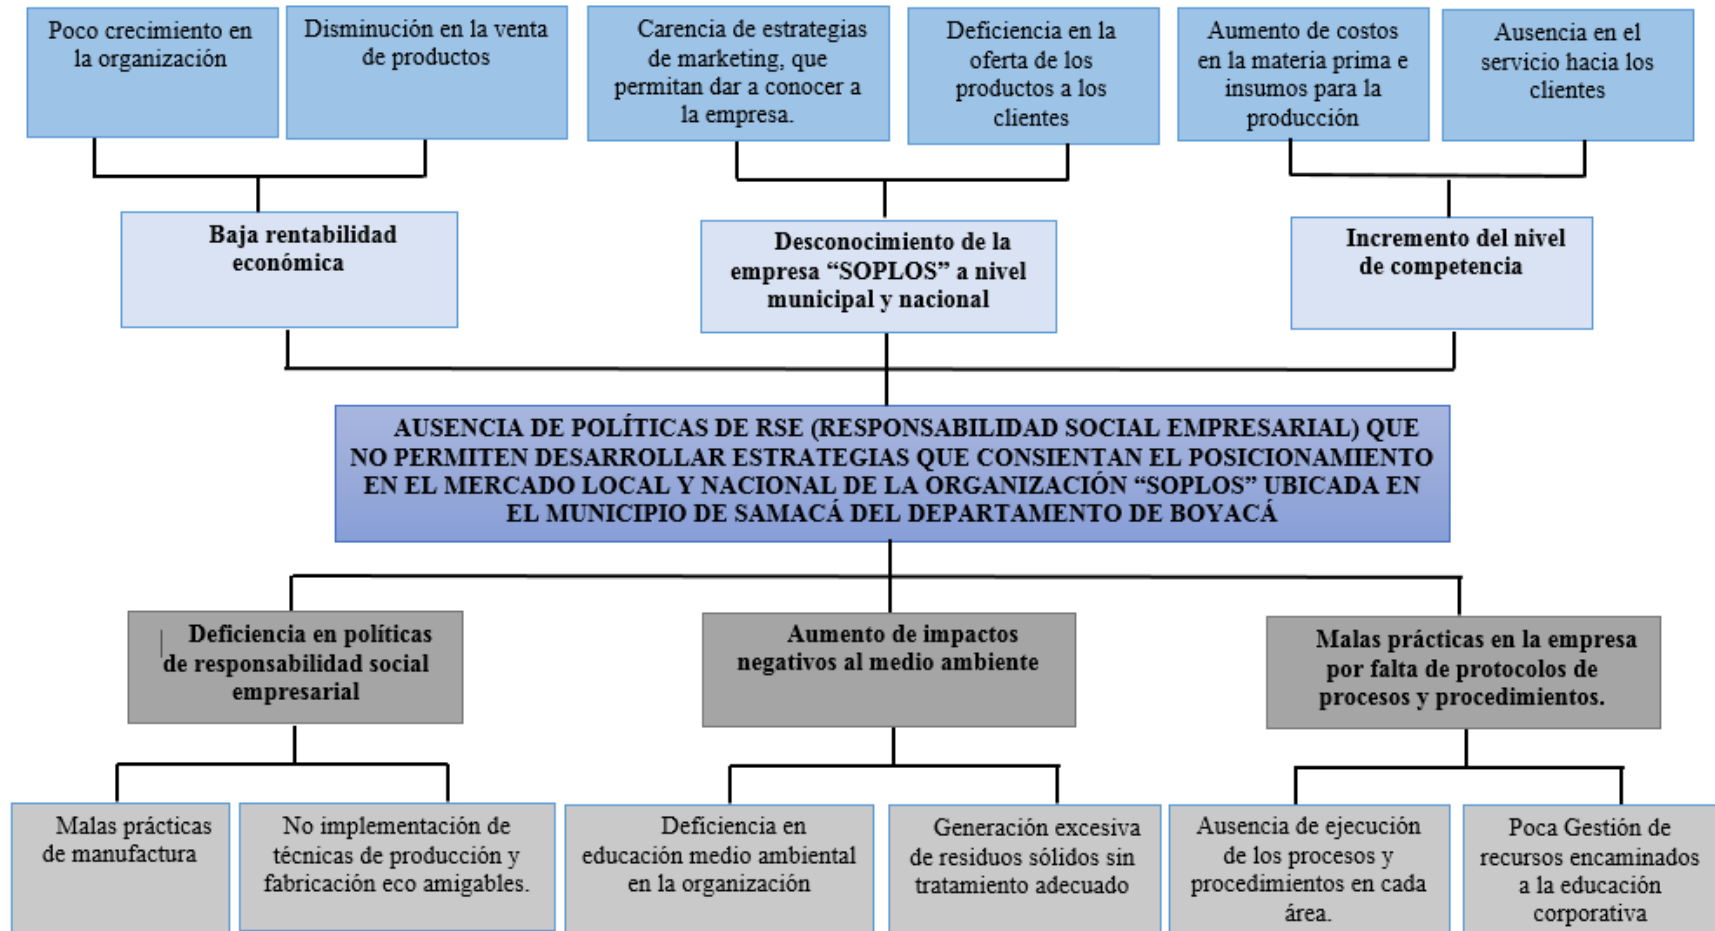 Poco crecimiento en
la organización
Disminución en la venta
de productos
Carencia de estrategias
de marketing, que
permitan dar a conocer a
la empresa.
Deficiencia en la
oferta de los
productos a los
clientes
Aumento de costos
en la materia prima e
insumos para la
producción
Ausencia en el
servicio hacia los
clientes
Baja rentabilidad
económica
Desconocimiento de la
empresa “SOPLOS” a nivel
municipal y nacional
Incremento del nivel
de competencia
AUSENCIA DE POLÍTICAS DE RSE (RESPONSABILIDAD SOCIAL EMPRESARIAL) QUE
NO PERMITEN DESARROLLAR ESTRATEGIAS QUE CONSIENTAN EL POSICIONAMIENTO
EN EL MERCADO LOCAL Y NACIONAL DE LA ORGANIZACIÓN “SOPLOS” UBICADA EN
EL MUNICIPIO DE SAMACÁ DEL DEPARTAMENTO DE BOYACÁ
Deficiencia en políticas
de responsabilidad social
empresarial
Aumento de impactos
negativos al medio ambiente
Malas prácticas en la empresa
por falta de protocolos de
procesos y procedimientos.
Malas prácticas
de manufactura
No implementación de
técnicas de producción y
fabricación eco amigables.
Deficiencia en
educación medio ambiental
en la organización
Generación excesiva
de residuos sólidos sin
tratamiento adecuado
Ausencia de ejecución
de los procesos y
procedimientos en cada
área.
Poca Gestión de
recursos encaminados
a la educación
corporativa